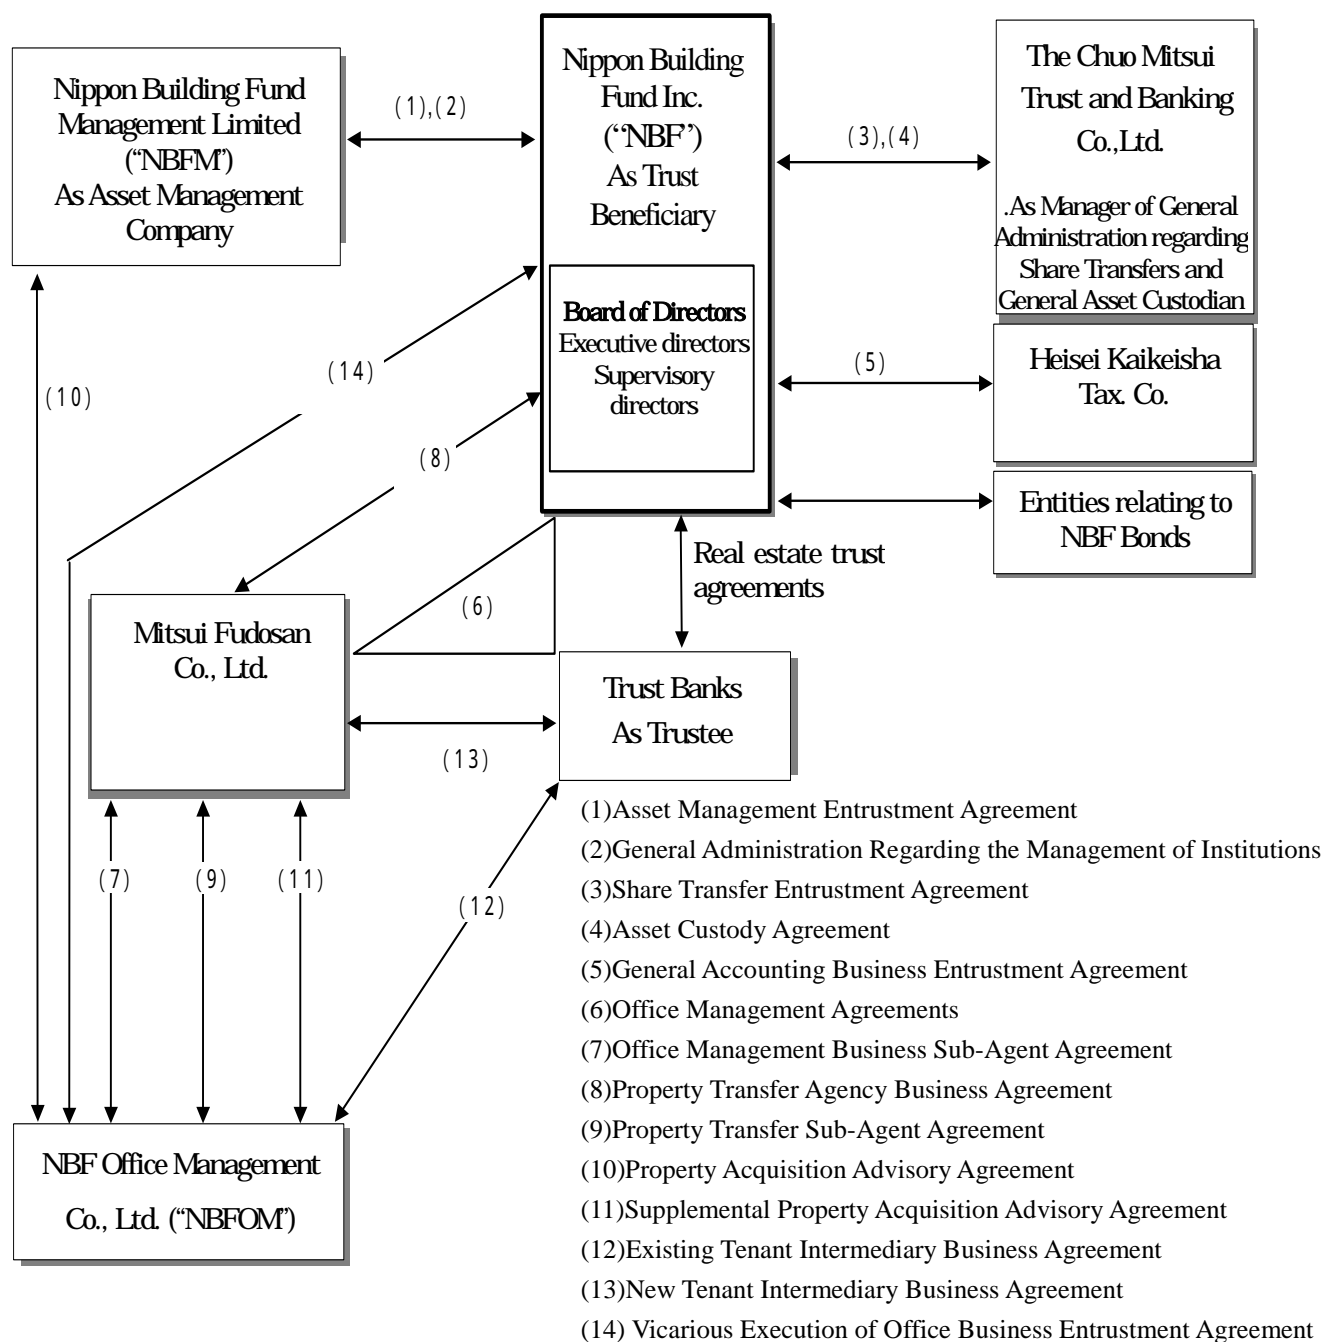 Nippon Building Fund
Management Limited
(“NBFM”)
As Asset Management
Company
(1),(2)
Nippon Building
Fund Inc.
(“NBF”)
As Trust
Beneficiary
Board of Directors
Executive directors
Supervisory
directors
(3),(4)
The Chuo Mitsui
Trust and Banking
Co.,Ltd.
.As Manager of General
Administration regarding
Share Transfers and
General Asset Custodian
(5)
Heisei Kaikeisha
Tax. Co.
Entities relating to
NBF Bonds
(10)
(14)
(8)
(6)
Real estate trust
agreements
Mitsui Fudosan
Co., Ltd.
(13)
Trust Banks
As Trustee
(7)
(9)
(11)
(12)
NBF Office Management
Co., Ltd. (“NBFOM”)
(1)Asset Management Entrustment Agreement
(2)General Administration Regarding the Management of Institutions
(3)Share Transfer Entrustment Agreement
(4)Asset Custody Agreement
(5)General Accounting Business Entrustment Agreement
(6)Office Management Agreements
(7)Office Management Business Sub-Agent Agreement
(8)Property Transfer Agency Business Agreement
(9)Property Transfer Sub-Agent Agreement
(10)Property Acquisition Advisory Agreement
(11)Supplemental Property Acquisition Advisory Agreement
(12)Existing Tenant Intermediary Business Agreement
(13)New Tenant Intermediary Business Agreement
(14) Vicarious Execution of Office Business Entrustment Agreement